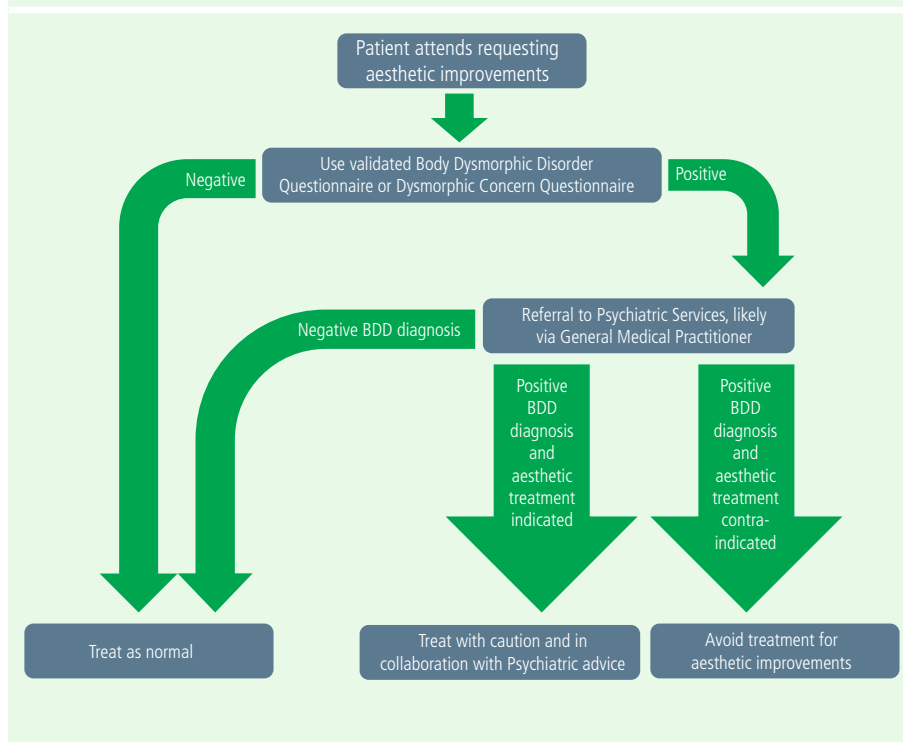 Patient attends requesting
aesthetic improvements
Use validated Body Dysmorphic Disorder
Questionnaire or Dysmorphic Concern Questionnaire
Negative
Positive
Referral to Psychiatric Services, likely
via General Medical Practitioner
Negative BDD diagnosis
Positive
BDD
diagnosis
and
aesthetic
treatment
indicated
Positive
BDD
diagnosis
and
aesthetic
treatment
contra-
indicated
Treat as normal
Treat with caution and in
collaboration with Psychiatric advice
Avoid treatment for
aesthetic improvements